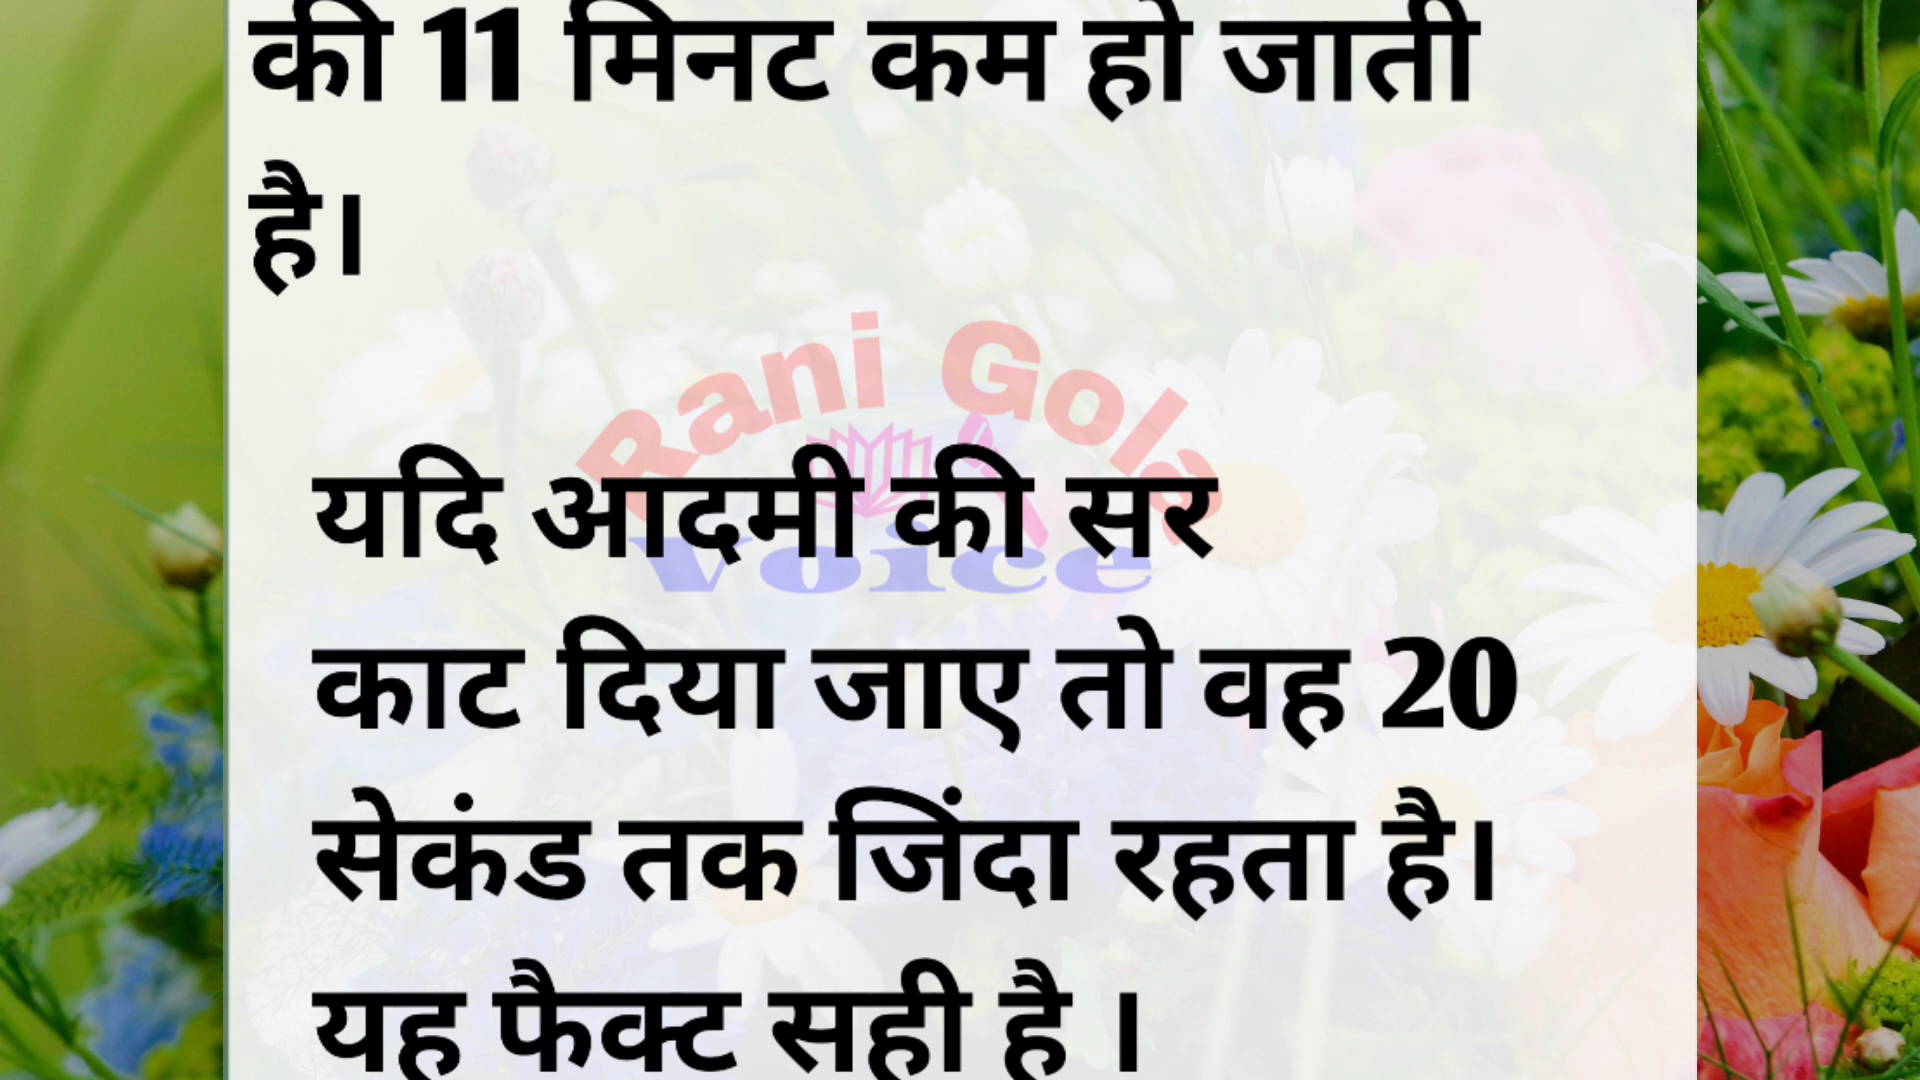 की 11 मिनट कम हो जाती
है।
Rani Gola
Voice
यदि आदमी की सर
काट दिया जाए तो वह 20
सेकंड तक जिंदा रहता है।
यह फैक्ट सही है ।